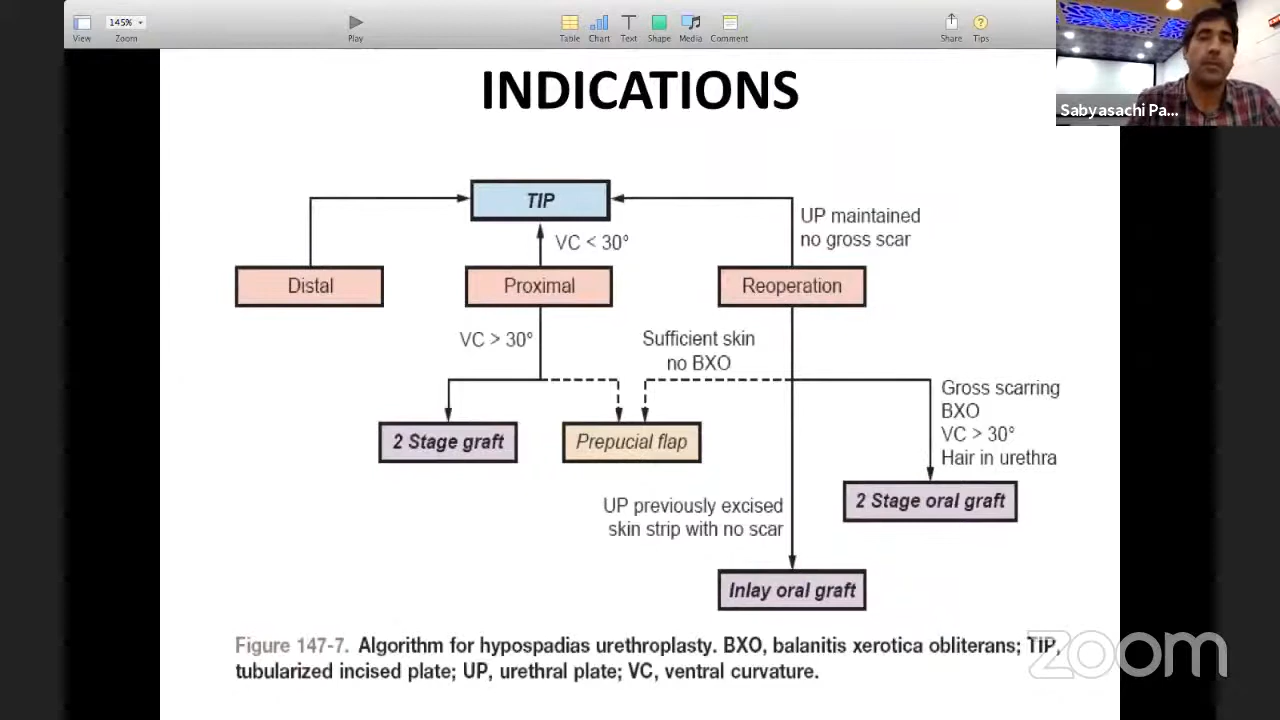 145%
View
Zoom
Play
Table
Chart
Text
Shape
Media
Comment
Share
Tips
Sabyasachi Pa...
INDICATIONS
TIP
VC < 30°
UP maintained
no gross scar
Distal
Proximal
Reoperation
VC > 30°
Sufficient skin
no BXO
Gross scarring
BXO
VC > 30°
Hair in urethra
2 Stage graft
Prepucial flap
2 Stage oral graft
UP previously excised
skin strip with no scar
Inlay oral graft
Figure 147-7. Algorithm for hypospadias urethroplasty. BXO, balanitis xerotica obliterans; TIP,
tubularized incised plate; UP, urethral plate; VC, ventral curvature.
zoom